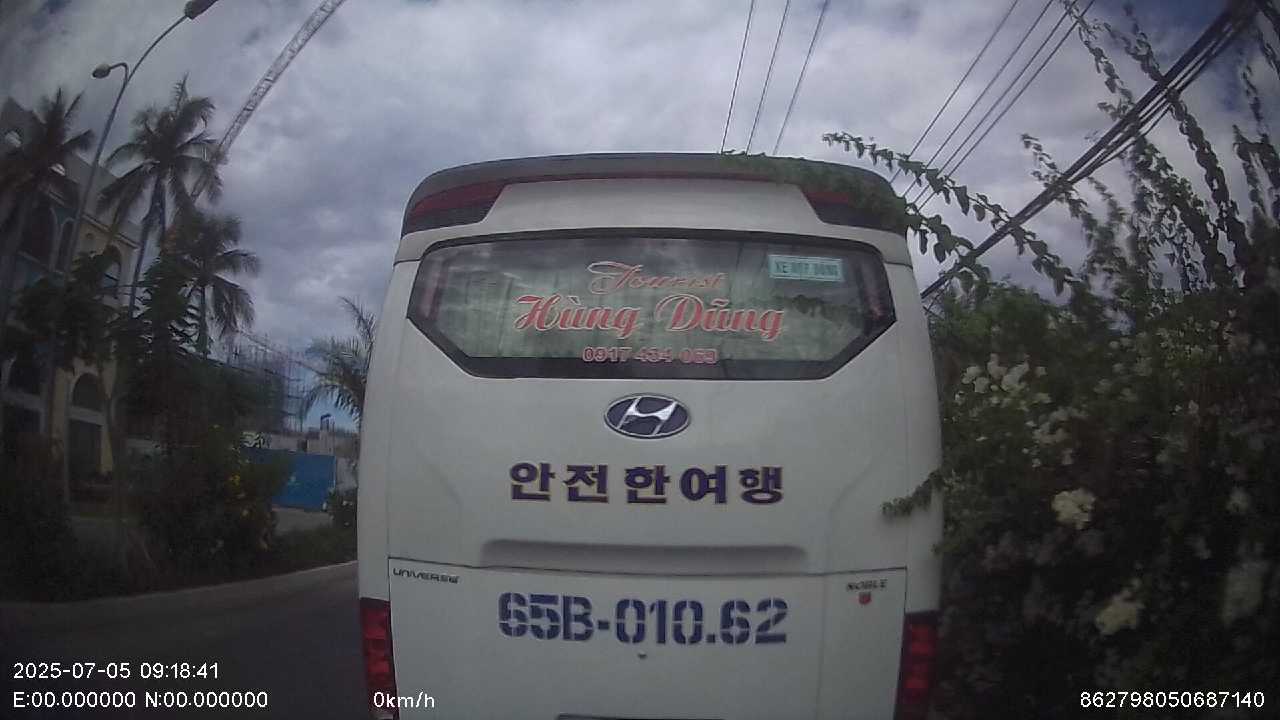 XE HỢP ĐỒNG
Tourist
Hùng Dũng
0917 434 069
안전한여행
UNIVERSE
NOBLE
65B-010.62
2025-07-05 09:18:41
E:00.000000 N:00.000000
0km/h
862798050687140